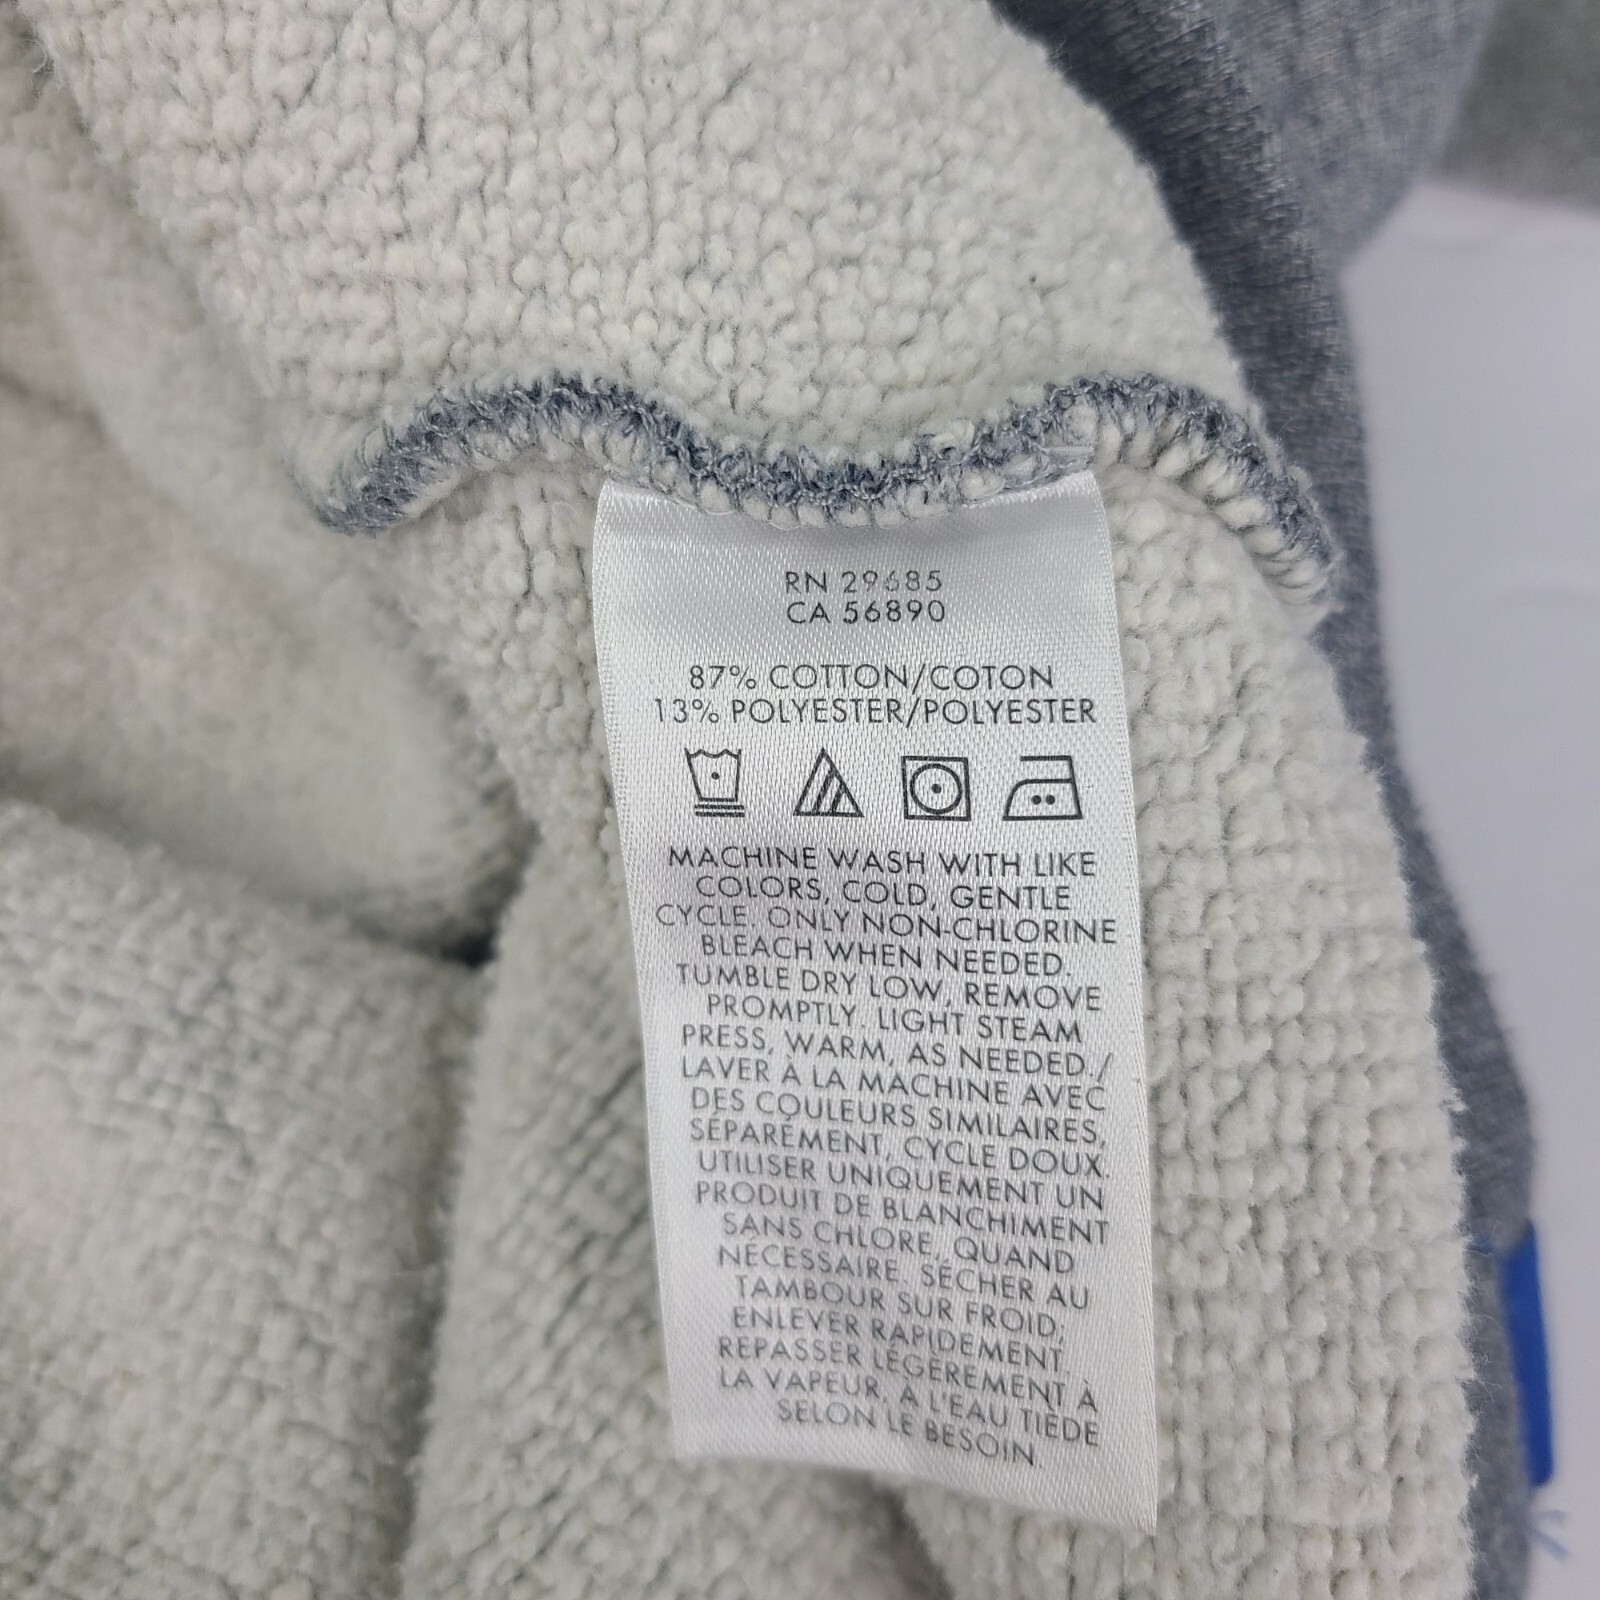 RN 29685
CA 56890
87% COTTON/COTON
13% POLYESTER/POLYESTER
MACHINE WASH WITH LIKE
COLORS, COLD, GENTLE
CYCLE. ONLY NON-CHLORINE
BLEACH WHEN NEEDED.
TUMBLE DRY LOW, REMOVE
PROMPTLY. LIGHT STEAM
PRESS, WARM, AS NEEDED./
LAVER À LA MACHINE AVEC
DES COULEURS SIMILAIRES,
SÉPARÉMENT, CYCLE DOUX.
UTILISER UNIQUEMENT UN
PRODUIT DE BLANCHIMENT
SANS CHLORE, QUAND
NÉCESSAIRE. SÉCHER AU
TAMBOUR SUR FROID;
ENLEVER RAPIDEMENT.
REPASSER LÉGÈREMENT À
LA VAPEUR, A L'EAU TIÈDE
SELON LE BESOIN.